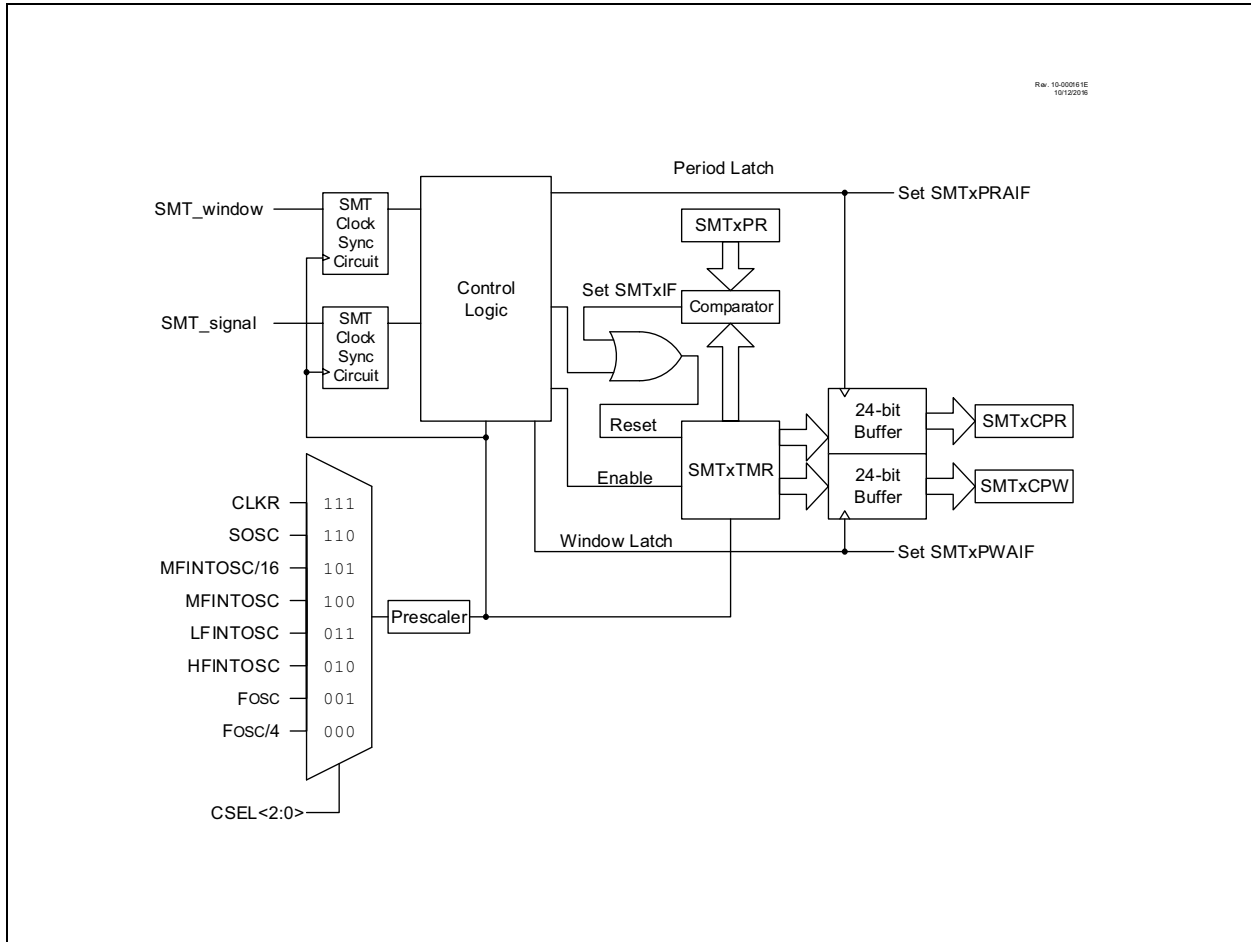 Rev. 10-000161E
10/12/2016
Period Latch
Set SMTxPRAIF
SMT_window
SMT
Clock
Sync
Circuit
SMTxPR
Control
Logic
Set SMTxIF
Comparator
SMT_signal
SMT
Clock
Sync
Circuit
Reset
SMTxTMR
Enable
24-bit
Buffer
SMTxCPR
24-bit
Buffer
SMTxCPW
Window Latch
Set SMTxPWAIF
CLKR 111
SOSC 110
MFINTOSC/16 101
MFINTOSC 100
LFINTOSC 011
HFINTOSC 010
FOSC 001
FOSC/4 000
Prescaler
CSEL<2:0>